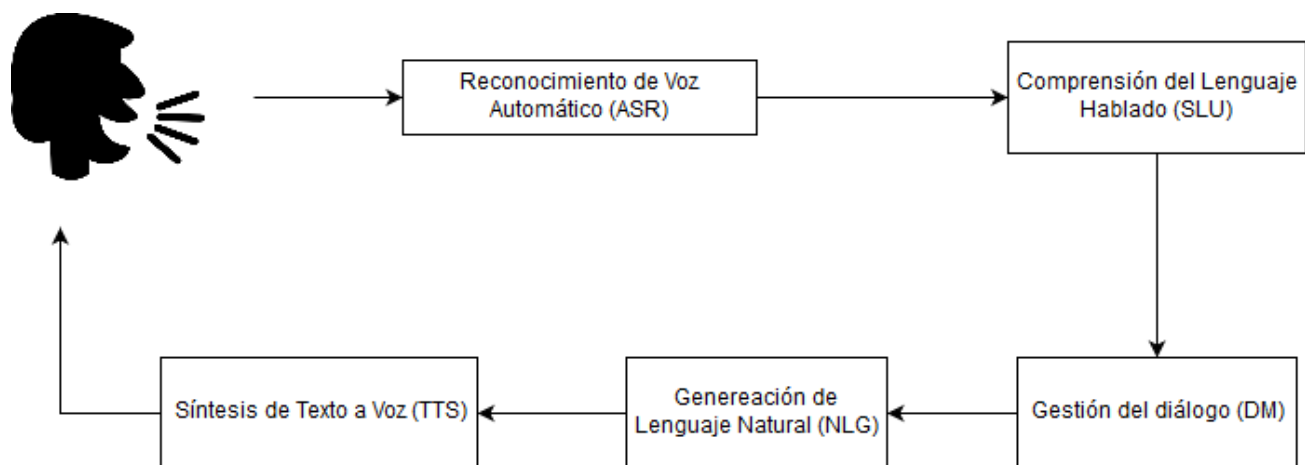 Reconocimiento de Voz
Automático (ASR)
Comprensión del Lenguaje
Hablado (SLU)
Síntesis de Texto a Voz (TTS)
Genereación de
Lenguaje Natural (NLG)
Gestión del diálogo (DM)